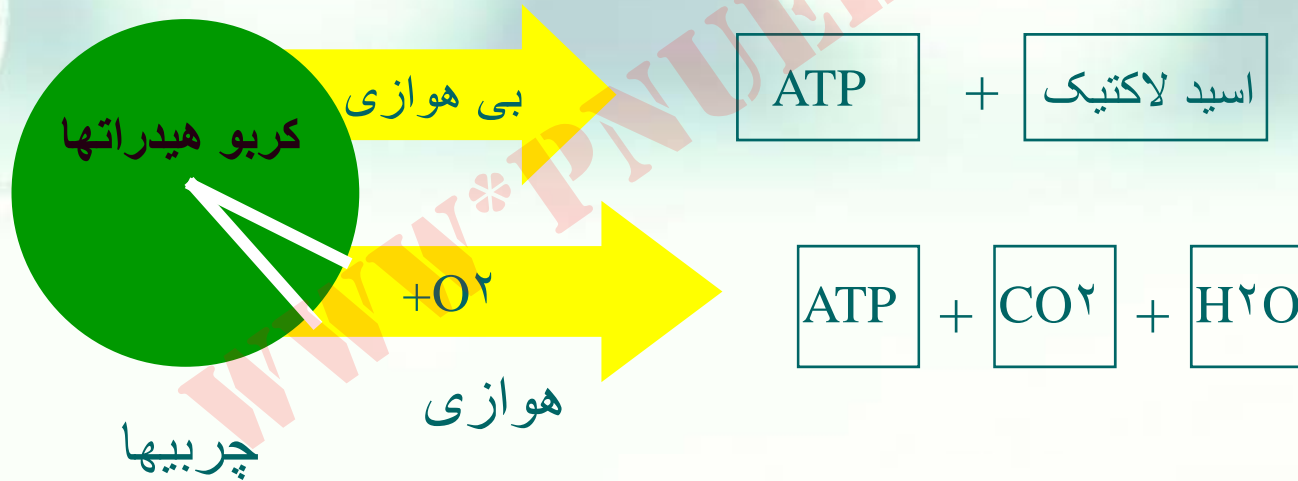 کربو هیدراتها
بی هوازی
ATP + اسید لاکتیک
+O۲
ATP + CO۲ + H۲O
هوازی
چربیها
WWW*PNUE